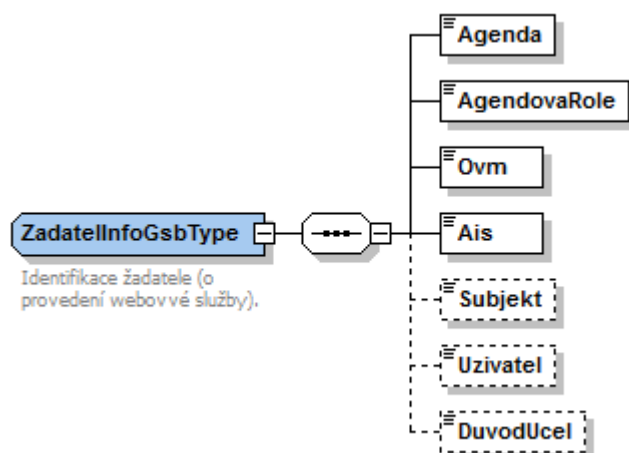 Agenda
AgendovaRole
Ovm
ZadatelInfoGsbType
Ais
Identifikace žadatele (o
provedení webovvé služby).
Subjekt
Uzivatel
DuvodUcel